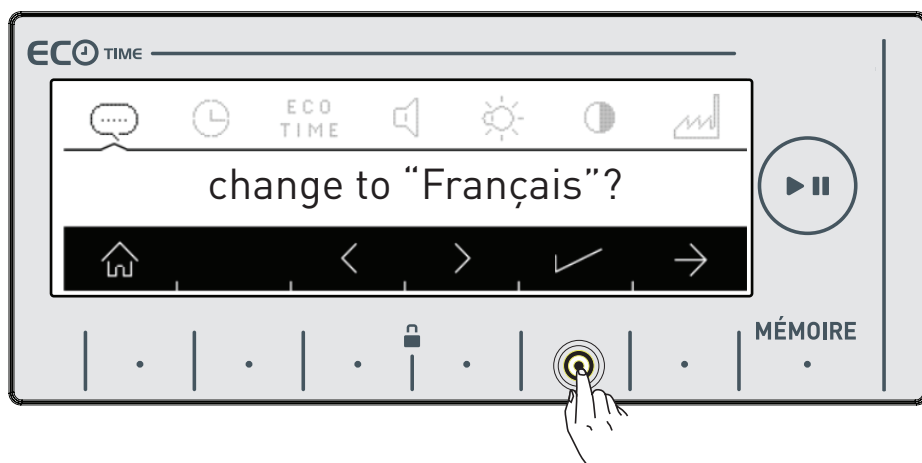 ECO TIME
ECO
TIME
change to “Français”?
MÉMOIRE